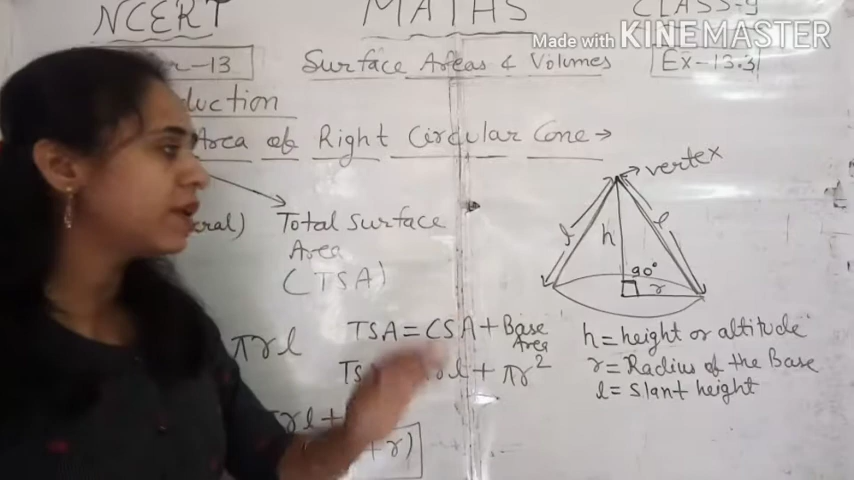 NCERT MATHS CLASS-9
Made with KINEMASTER
-13 Surface Areas & Volumes Ex-13.3
duction
Area of Right Circular Cone →
vertex
ral) Total Surface
Area
(TSA)
l h l
90°
r
πrl TSA = CSA + Base
Area
h = height or altitude
TS rl + πr²
r = Radius of the Base
l = Slant height
πrl +
+ r)